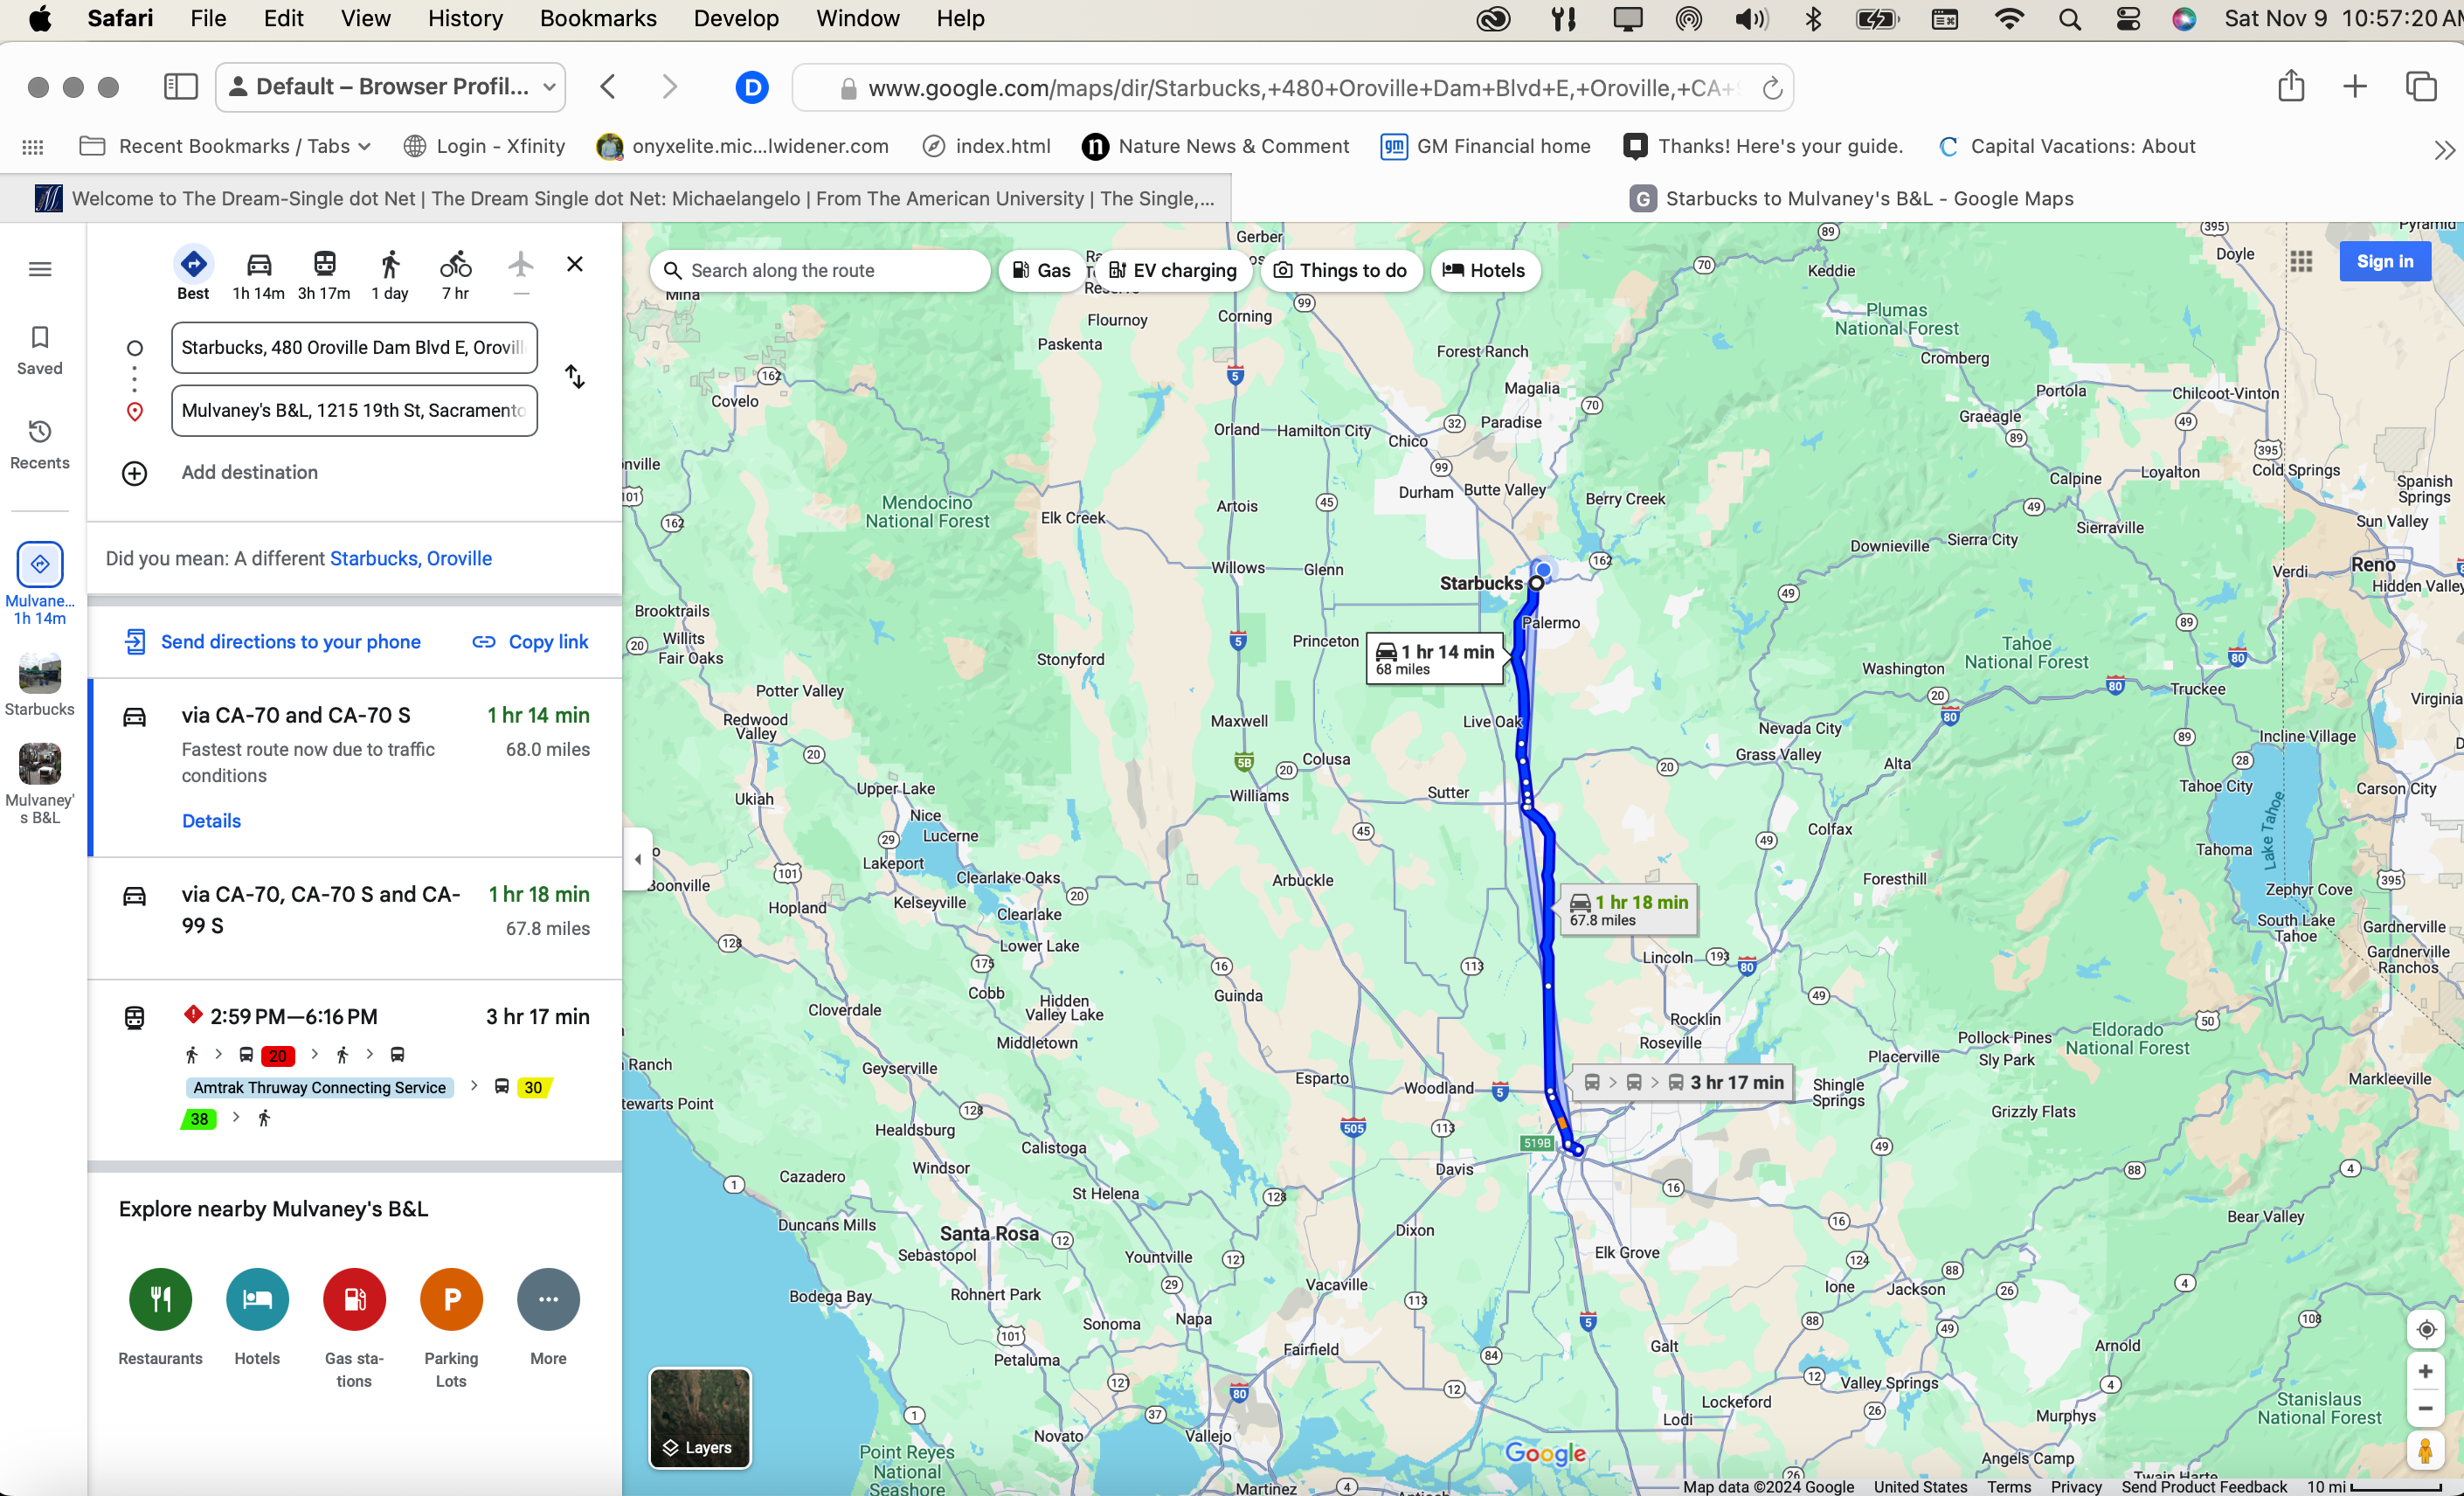 Safari File Edit View History Bookmarks Develop Window Help Sat Nov 9 10:57:20 AM
Default – Browser Profil...
D
www.google.com/maps/dir/Starbucks,+480+Oroville+Dam+Blvd+E,+Oroville,+CA+
Recent Bookmarks / Tabs Login - Xfinity onyxelite.mic...lwidener.com index.html Nature News & Comment GM Financial home Thanks! Here's your guide. Capital Vacations: About
Welcome to The Dream-Single dot Net | The Dream Single dot Net: Michaelangelo | From The American University | The Single,...
G Starbucks to Mulvaney's B&L - Google Maps
Saved
Recents
Mulvane...
1h 14m
Starbucks
Mulvaney'
s B&L
Best 1h 14m 3h 17m 1 day 7 hr —
Starbucks, 480 Oroville Dam Blvd E, Orovill
Mulvaney's B&L, 1215 19th St, Sacramento
Add destination
Did you mean: A different Starbucks, Oroville
Send directions to your phone Copy link
via CA-70 and CA-70 S 1 hr 14 min
Fastest route now due to traffic 68.0 miles
conditions
Details
via CA-70, CA-70 S and CA- 1 hr 18 min
99 S 67.8 miles
2:59 PM—6:16 PM 3 hr 17 min
20
Amtrak Thruway Connecting Service 30
38
Explore nearby Mulvaney's B&L
Restaurants Hotels Gas sta- Parking More
tions Lots
Search along the route
Gas EV charging Things to do Hotels
Sign in
Gerber
Mina
Flournoy
Corning
Paskenta
Covelo
Forest Ranch
Magalia
Paradise
Orland
Hamilton City
Chico
Durham
Butte Valley
Berry Creek
Artois
Elk Creek
Mendocino
National Forest
Willows
Glenn
Starbucks
Palermo
Princeton
1 hr 14 min
68 miles
Brooktrails
Willits
Fair Oaks
Stonyford
Potter Valley
Redwood
Valley
Maxwell
Live Oak
Colusa
Williams
Sutter
Upper Lake
Ukiah
Nice
Lucerne
Lakeport
Clearlake Oaks
Boonville
Kelseyville
Hopland
Clearlake
Lower Lake
Arbuckle
1 hr 18 min
67.8 miles
Lincoln
Cobb
Hidden
Valley Lake
Guinda
Cloverdale
Middletown
Rocklin
Roseville
Geyserville
Esparto
Woodland
3 hr 17 min
Ranch
tewarts Point
Healdsburg
Calistoga
519B
Davis
Windsor
Cazadero
St Helena
Duncans Mills
Santa Rosa
Sebastopol
Yountville
Dixon
Elk Grove
Bodega Bay
Rohnert Park
Vacaville
Sonoma
Napa
Petaluma
Fairfield
Galt
Novato
Vallejo
Lodi
Lockeford
Point Reyes
National
Seashore
Martinez
Keddie
Doyle
Plumas
National Forest
Cromberg
Portola
Chilcoot-Vinton
Graeagle
Calpine
Loyalton
Cold Springs
Spanish
Springs
Sun Valley
Sierraville
Downieville
Sierra City
Verdi
Reno
Hidden Valley
Tahoe
National Forest
Washington
Truckee
Virginia
Nevada City
Grass Valley
Alta
Incline Village
Tahoe City
Carson City
Lake Tahoe
Colfax
Tahoma
Foresthill
Zephyr Cove
South Lake
Tahoe
Gardnerville
Gardnerville
Ranchos
Pollock Pines
Sly Park
Eldorado
National Forest
Placerville
Shingle
Springs
Markleeville
Grizzly Flats
Bear Valley
Ione
Jackson
Arnold
Valley Springs
Murphys
Stanislaus
National Forest
Angels Camp
Twain Harte
Layers
Google
Map data ©2024 Google United States Terms Privacy Send Product Feedback 10 mi